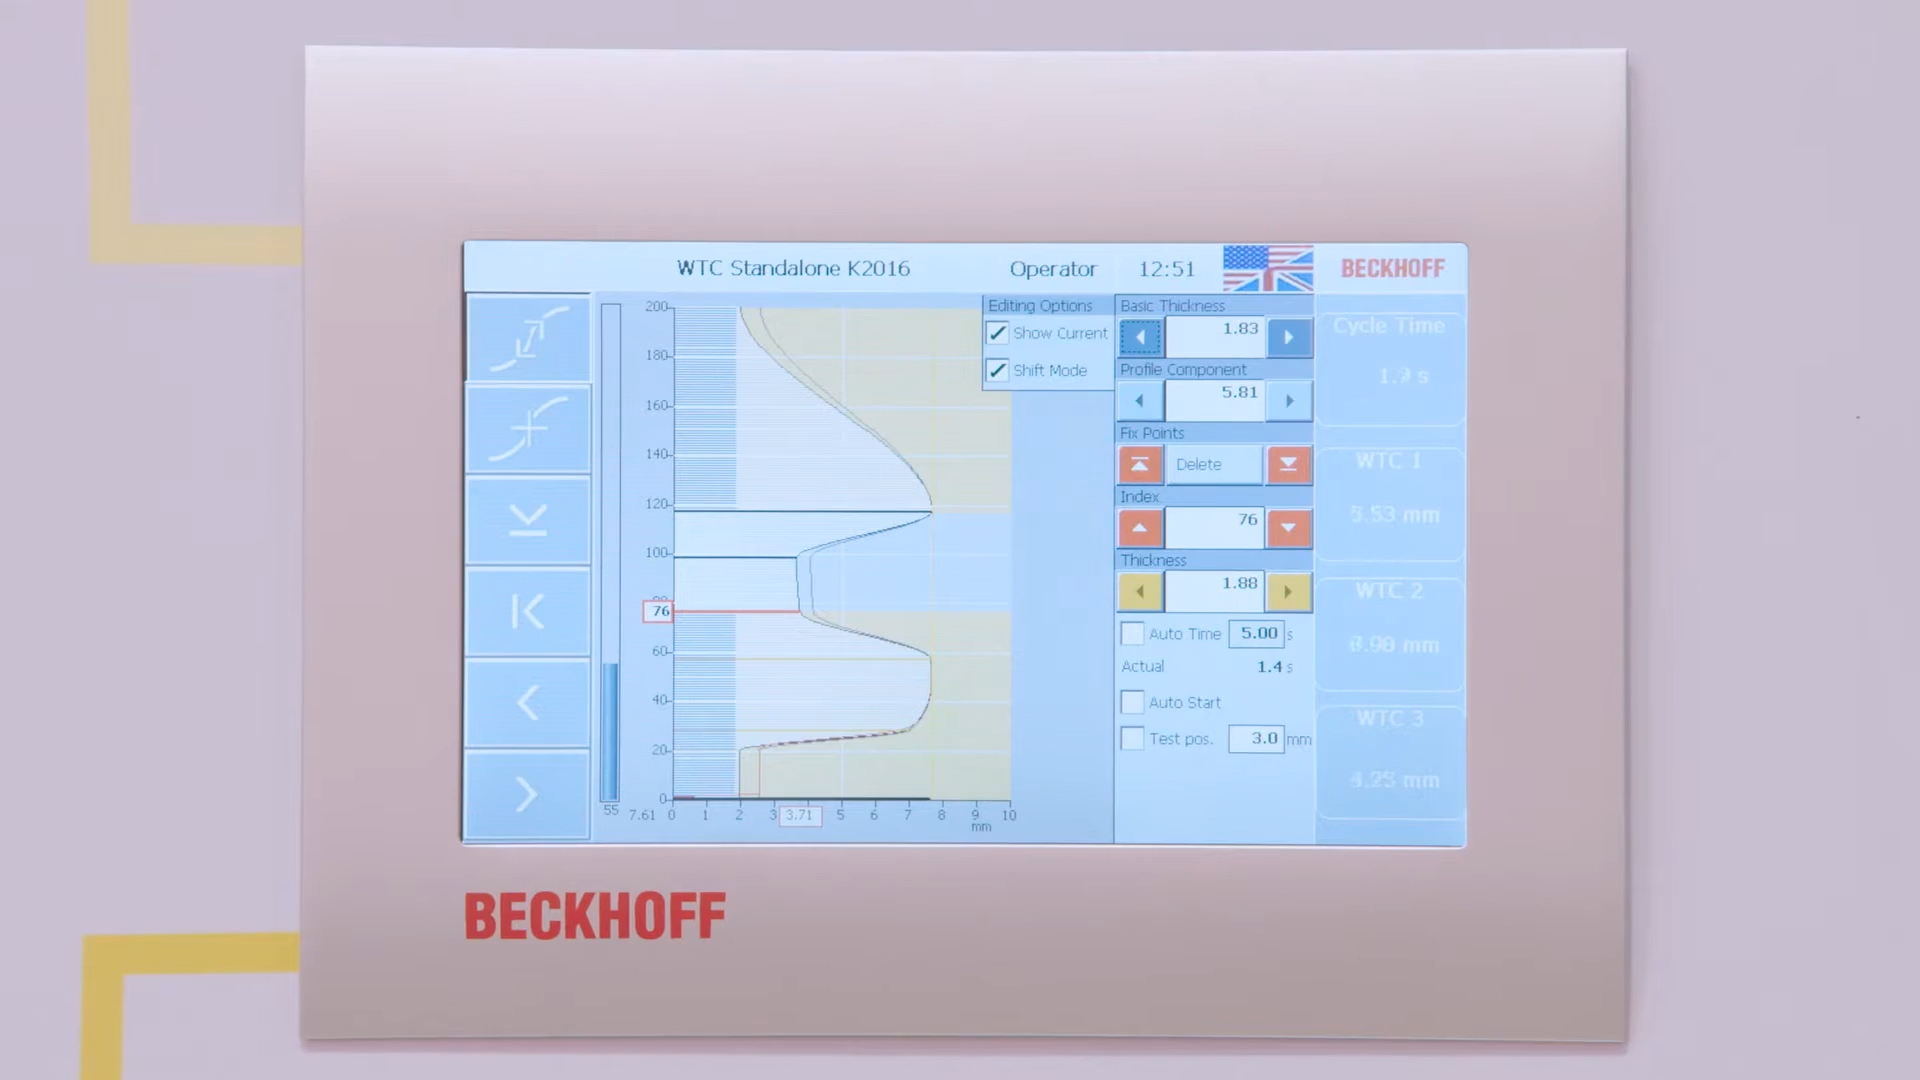 WTC Standalone K2016
Operator
12:51
BECKHOFF
Editing Options
Show Current
Shift Mode
Basic Thickness
1.83
Profile Component
5.81
Fix Points
Delete
Index
76
Thickness
1.88
Auto Time 5.00 s
Actual 1.4 s
Auto Start
Test pos. 3.0 mm
Cycle Time
s
WTC 1
mm
WTC 2
mm
WTC 3
mm
200
180
160
140
120
100
76
60
40
20
0
55 7.61 0 1 2 3 3.71 5 6 7 8 9 10
mm
BECKHOFF